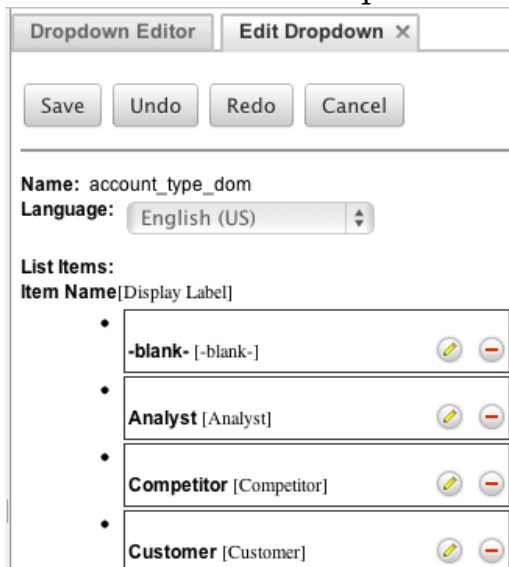 Dropdown Editor Edit Dropdown ×
Save Undo Redo Cancel
Name: account_type_dom
Language: English (US)
List Items:
Item Name[Display Label]
-blank- [-blank-]
Analyst [Analyst]
Competitor [Competitor]
Customer [Customer]